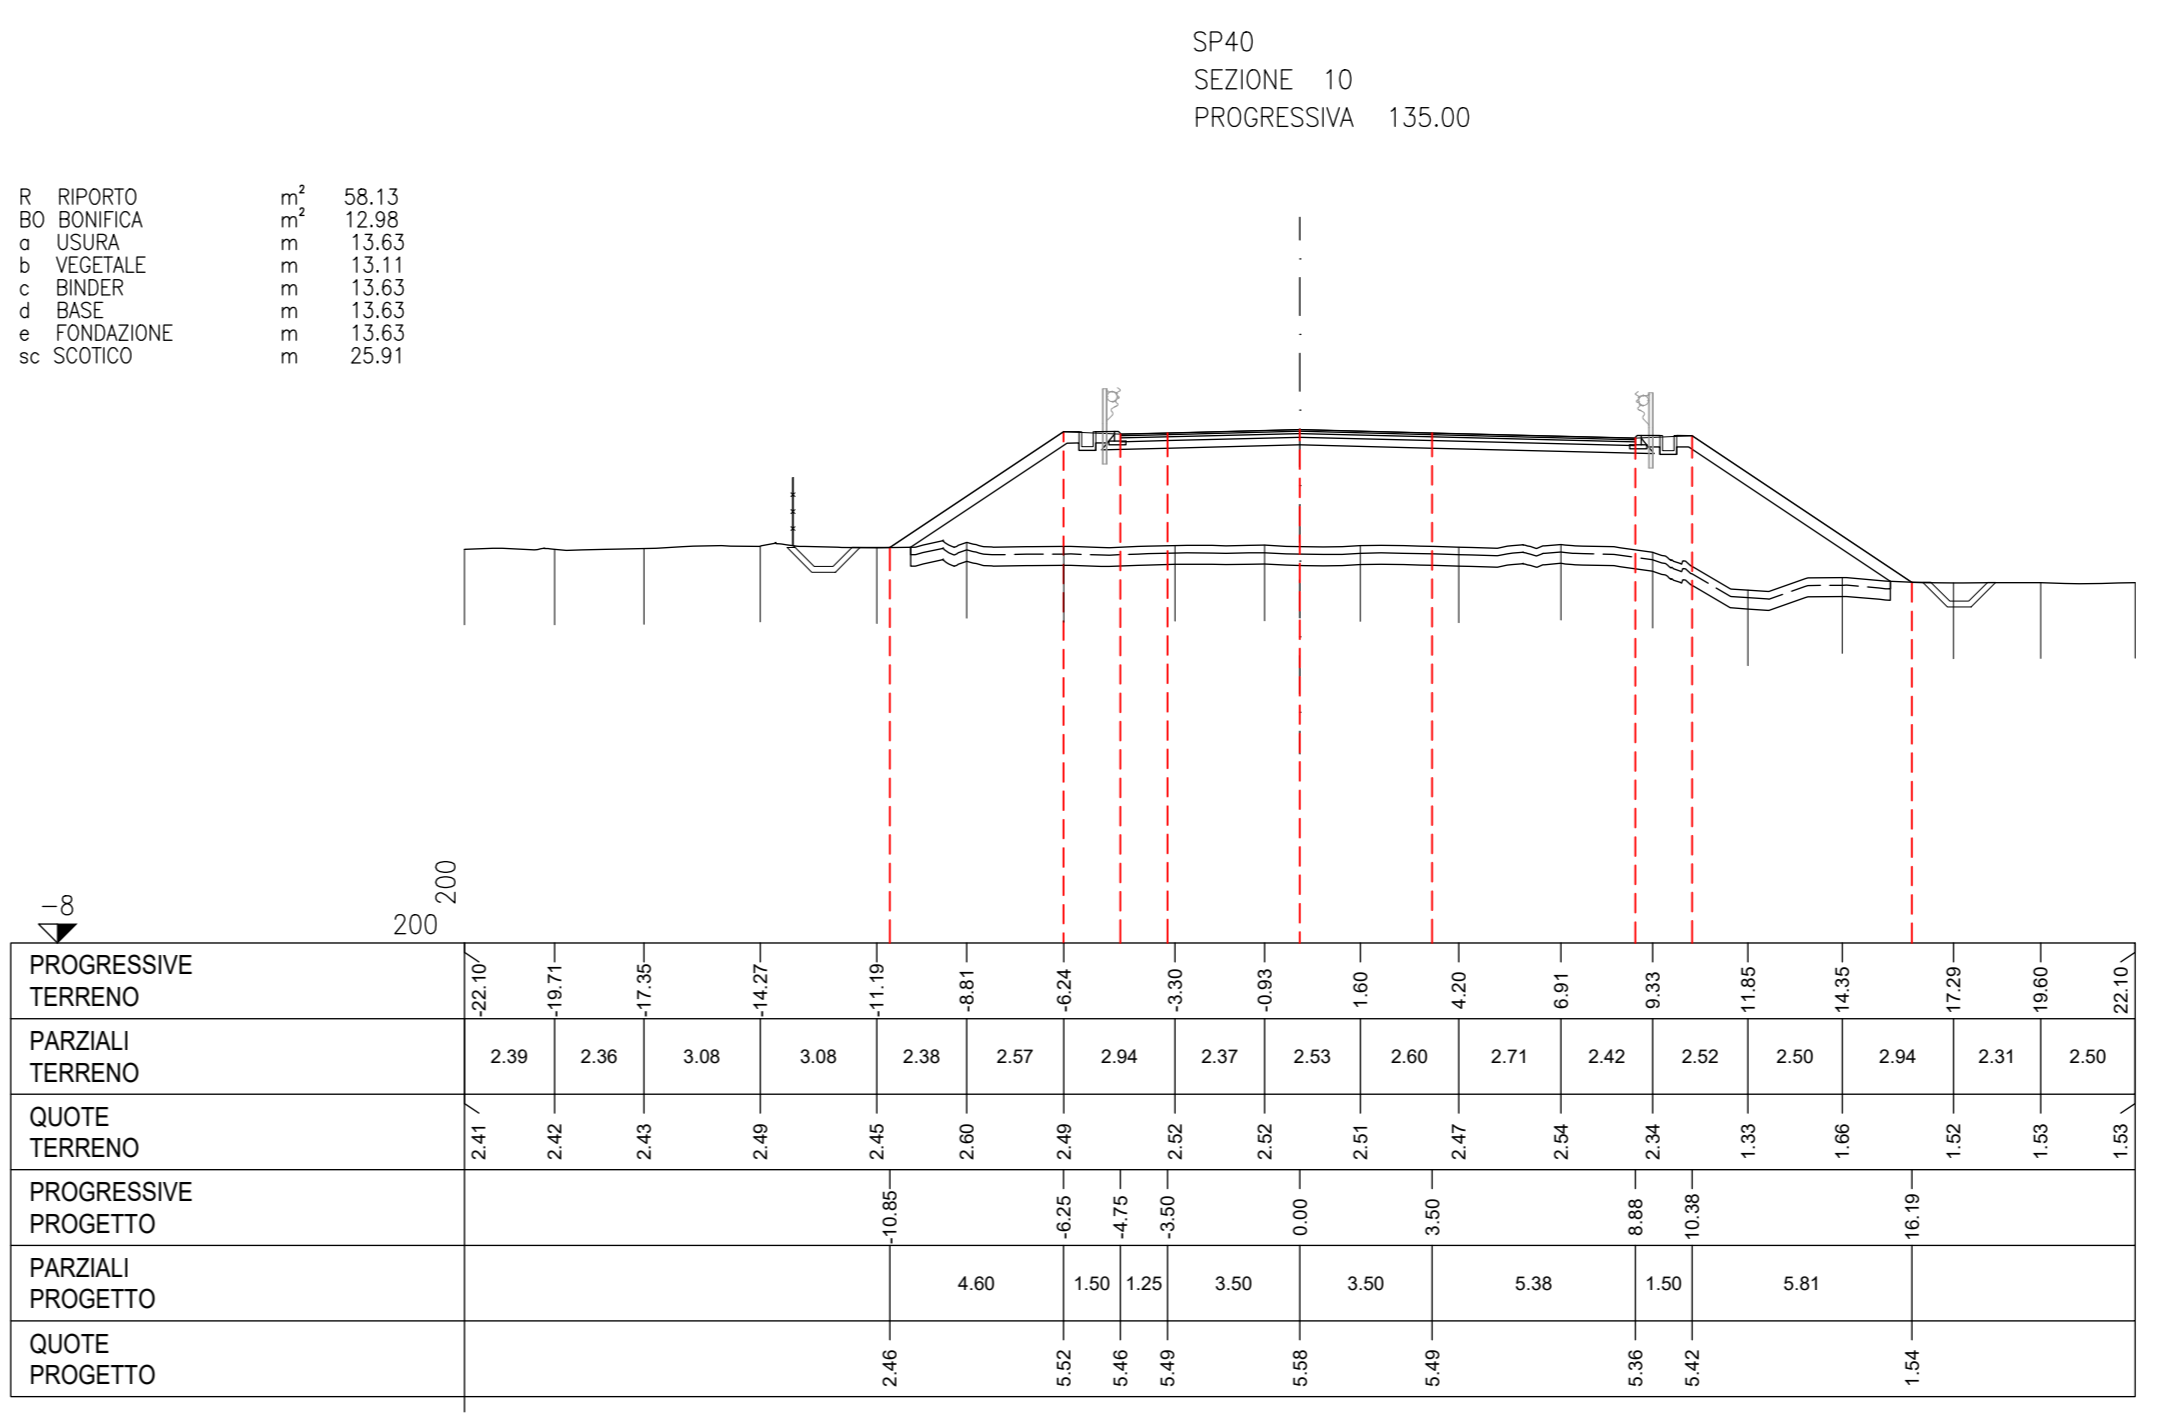 SP40
SEZIONE 10
PROGRESSIVA 135.00
R RIPORTO m² 58.13
BO BONIFICA m² 12.98
a USURA m 13.63
b VEGETALE m 13.11
c BINDER m 13.63
d BASE m 13.63
e FONDAZIONE m 13.63
sc SCOTICO m 25.91
-8
200
200
PROGRESSIVE
TERRENO
-22.10 -19.71 -17.35 -14.27 -11.19 -8.81 -6.24 -3.30 -0.93 1.60 4.20 6.91 9.33 11.85 14.35 17.29 19.60 22.10
PARZIALI
TERRENO
2.39 2.36 3.08 3.08 2.38 2.57 2.94 2.37 2.53 2.60 2.71 2.42 2.52 2.50 2.94 2.31 2.50
QUOTE
TERRENO
2.41 2.42 2.43 2.49 2.45 2.60 2.49 2.52 2.52 2.51 2.47 2.54 2.34 1.33 1.66 1.52 1.53 1.53
PROGRESSIVE
PROGETTO
-10.85 -6.25 -4.75 -3.50 0.00 3.50 8.88 10.38 16.19
PARZIALI
PROGETTO
4.60 1.50 1.25 3.50 3.50 5.38 1.50 5.81
QUOTE
PROGETTO
2.46 5.52 5.46 5.49 5.58 5.49 5.36 5.42 1.54